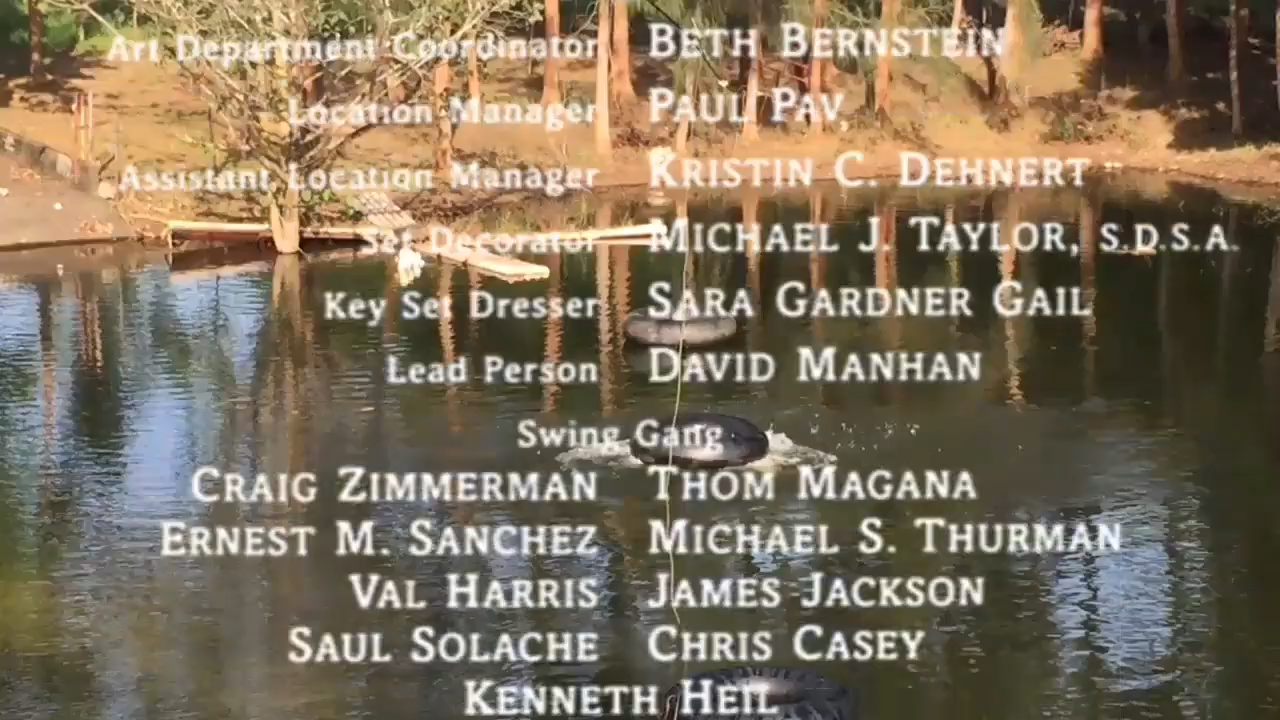 Art Department Coordinator BETH BERNSTEIN
Location Manager PAUL PAV
Assistant Location Manager KRISTIN C. DEHNERT
Set Decorator MICHAEL J. TAYLOR, S.D.S.A.
Key Set Dresser SARA GARDNER GAIL
Lead Person DAVID MANHAN
Swing Gang
CRAIG ZIMMERMAN THOM MAGANA
ERNEST M. SANCHEZ MICHAEL S. THURMAN
VAL HARRIS JAMES JACKSON
SAUL SOLACHE CHRIS CASEY
KENNETH HEIL